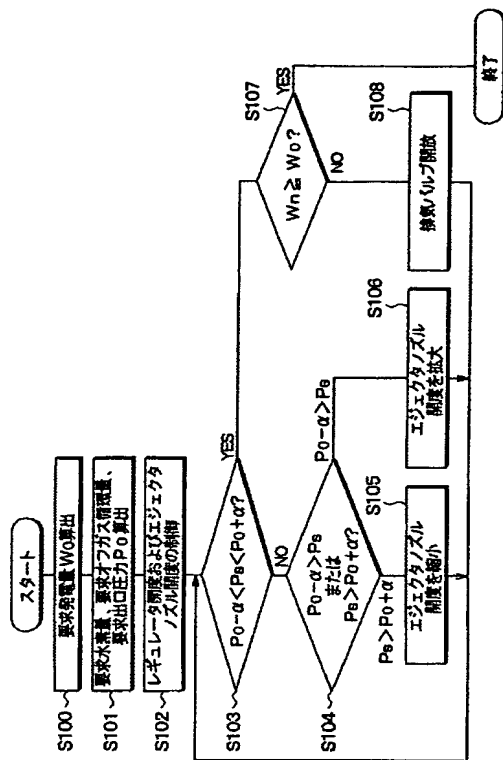 スタート
要求発電量Wo算出
S100
要求水素量、要求オフガス循環量、
要求出口圧力Po算出
S101
レギュレータ開度およびエジェクタ
ノズル開度の制御
S102
Po-α<Ps<Po+α?
S103
YES
NO
Po-α>Ps
または
Ps>Po+α?
S104
Po-α>Ps
Ps>Po+α
エジェクタノズル
開度を縮小
S105
エジェクタノズル
開度を拡大
S106
Wn≧Wo?
S107
YES
NO
排気バルブ開放
S108
終了